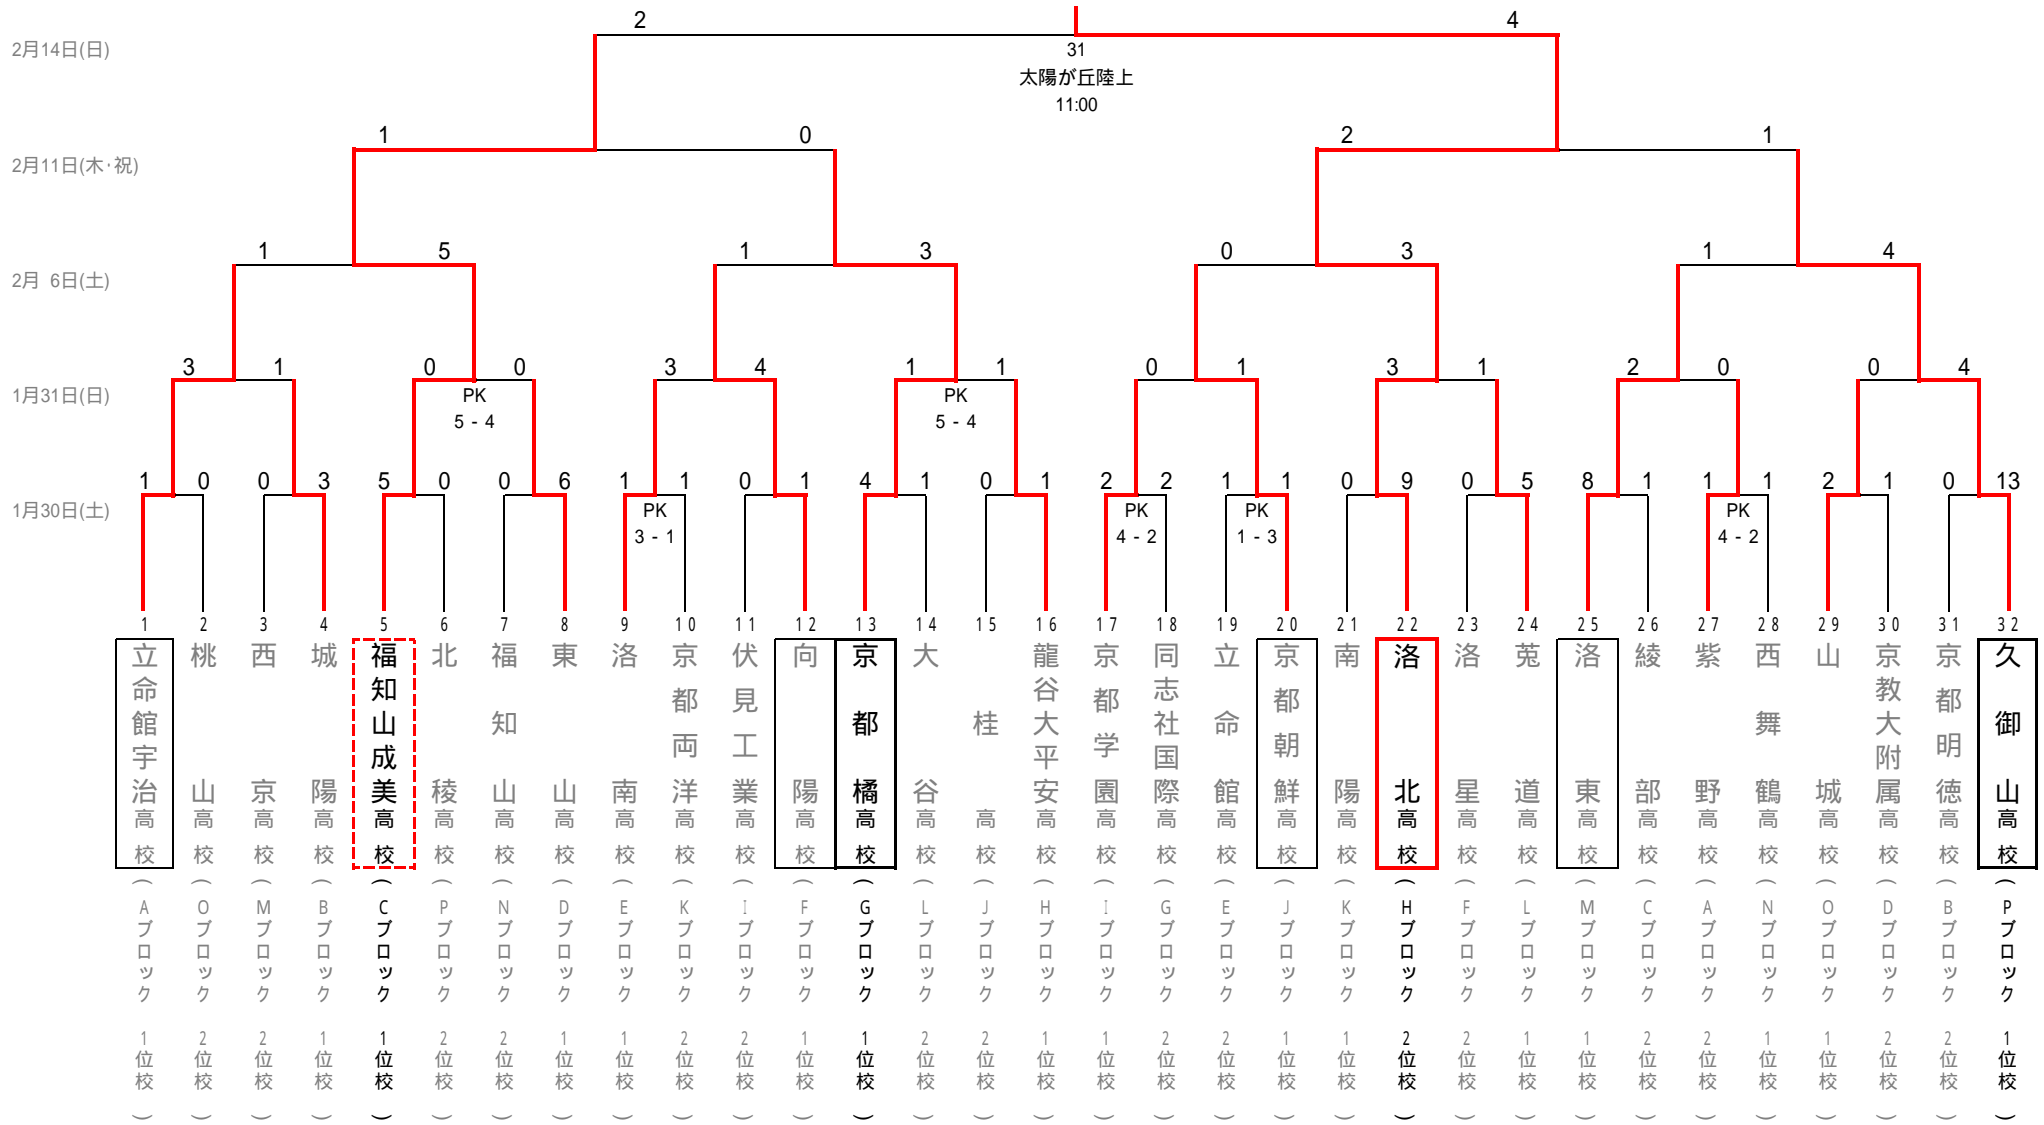 2 4
2月14日(日)
31
太陽が丘陸上
11:00
1 0 2 1
2月11日(木・祝)
1 5 1 3 0 3 1 4
2月 6日(土)
3 1 0 0 3 4 1 1 0 1 3 1 2 0 0 4
1月31日(日)
PK PK
5 - 4 5 - 4
1 0 0 3 5 0 0 6 1 1 0 1 4 1 0 1 2 2 1 1 0 9 0 5 8 1 1 1 2 1 0 13
1月30日(土)
PK PK PK PK
3 - 1 4 - 2 1 - 3 4 - 2
1 立命館宇治高校(Aブロック 1位校)
2 桃山高校(Oブロック 2位校)
3 西京高校(Mブロック 2位校)
4 城陽高校(Bブロック 1位校)
5 福知山成美高校(Cブロック 1位校)
6 北稜高校(Pブロック 2位校)
7 福知山高校(Nブロック 2位校)
8 東山高校(Dブロック 1位校)
9 洛南高校(Eブロック 1位校)
10 京都両洋高校(Kブロック 2位校)
11 伏見工業高校(Iブロック 2位校)
12 向陽高校(Fブロック 1位校)
13 京都橘高校(Gブロック 1位校)
14 大谷高校(Lブロック 2位校)
15 桂高校(Jブロック 2位校)
16 龍谷大平安高校(Hブロック 1位校)
17 京都学園高校(Iブロック 1位校)
18 同志社国際高校(Gブロック 2位校)
19 立命館高校(Eブロック 2位校)
20 京都朝鮮高校(Jブロック 1位校)
21 南陽高校(Kブロック 1位校)
22 洛北高校(Hブロック 2位校)
23 洛星高校(Fブロック 2位校)
24 莵道高校(Lブロック 1位校)
25 洛東高校(Mブロック 1位校)
26 綾部高校(Cブロック 2位校)
27 紫野高校(Aブロック 2位校)
28 西舞鶴高校(Nブロック 1位校)
29 山城高校(Oブロック 1位校)
30 京教大附属高校(Dブロック 2位校)
31 京都明徳高校(Bブロック 2位校)
32 久御山高校(Pブロック 1位校)